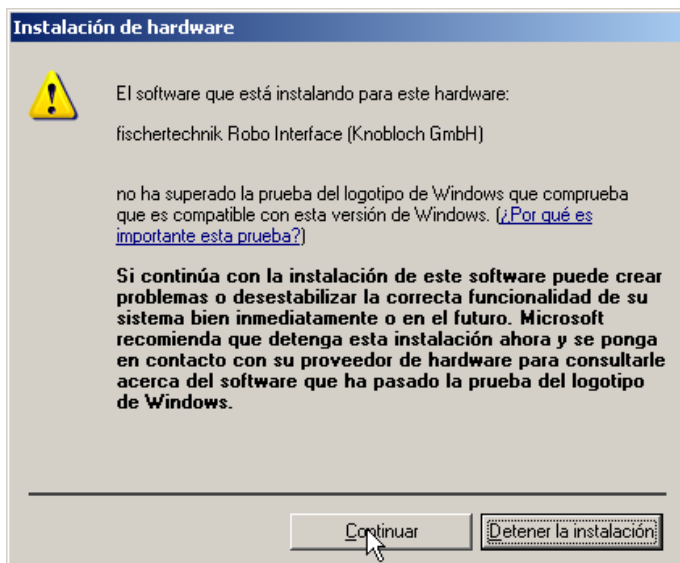 Instalación de hardware
El software que está instalando para este hardware:
fischertechnik Robo Interface (Knobloch GmbH)
no ha superado la prueba del logotipo de Windows que comprueba
que es compatible con esta versión de Windows. (¿Por qué es
importante esta prueba?)
Si continúa con la instalación de este software puede crear
problemas o desestabilizar la correcta funcionalidad de su
sistema bien inmediatamente o en el futuro. Microsoft
recomienda que detenga esta instalación ahora y se ponga
en contacto con su proveedor de hardware para consultarle
acerca del software que ha pasado la prueba del logotipo
de Windows.
Continuar
Detener la instalación